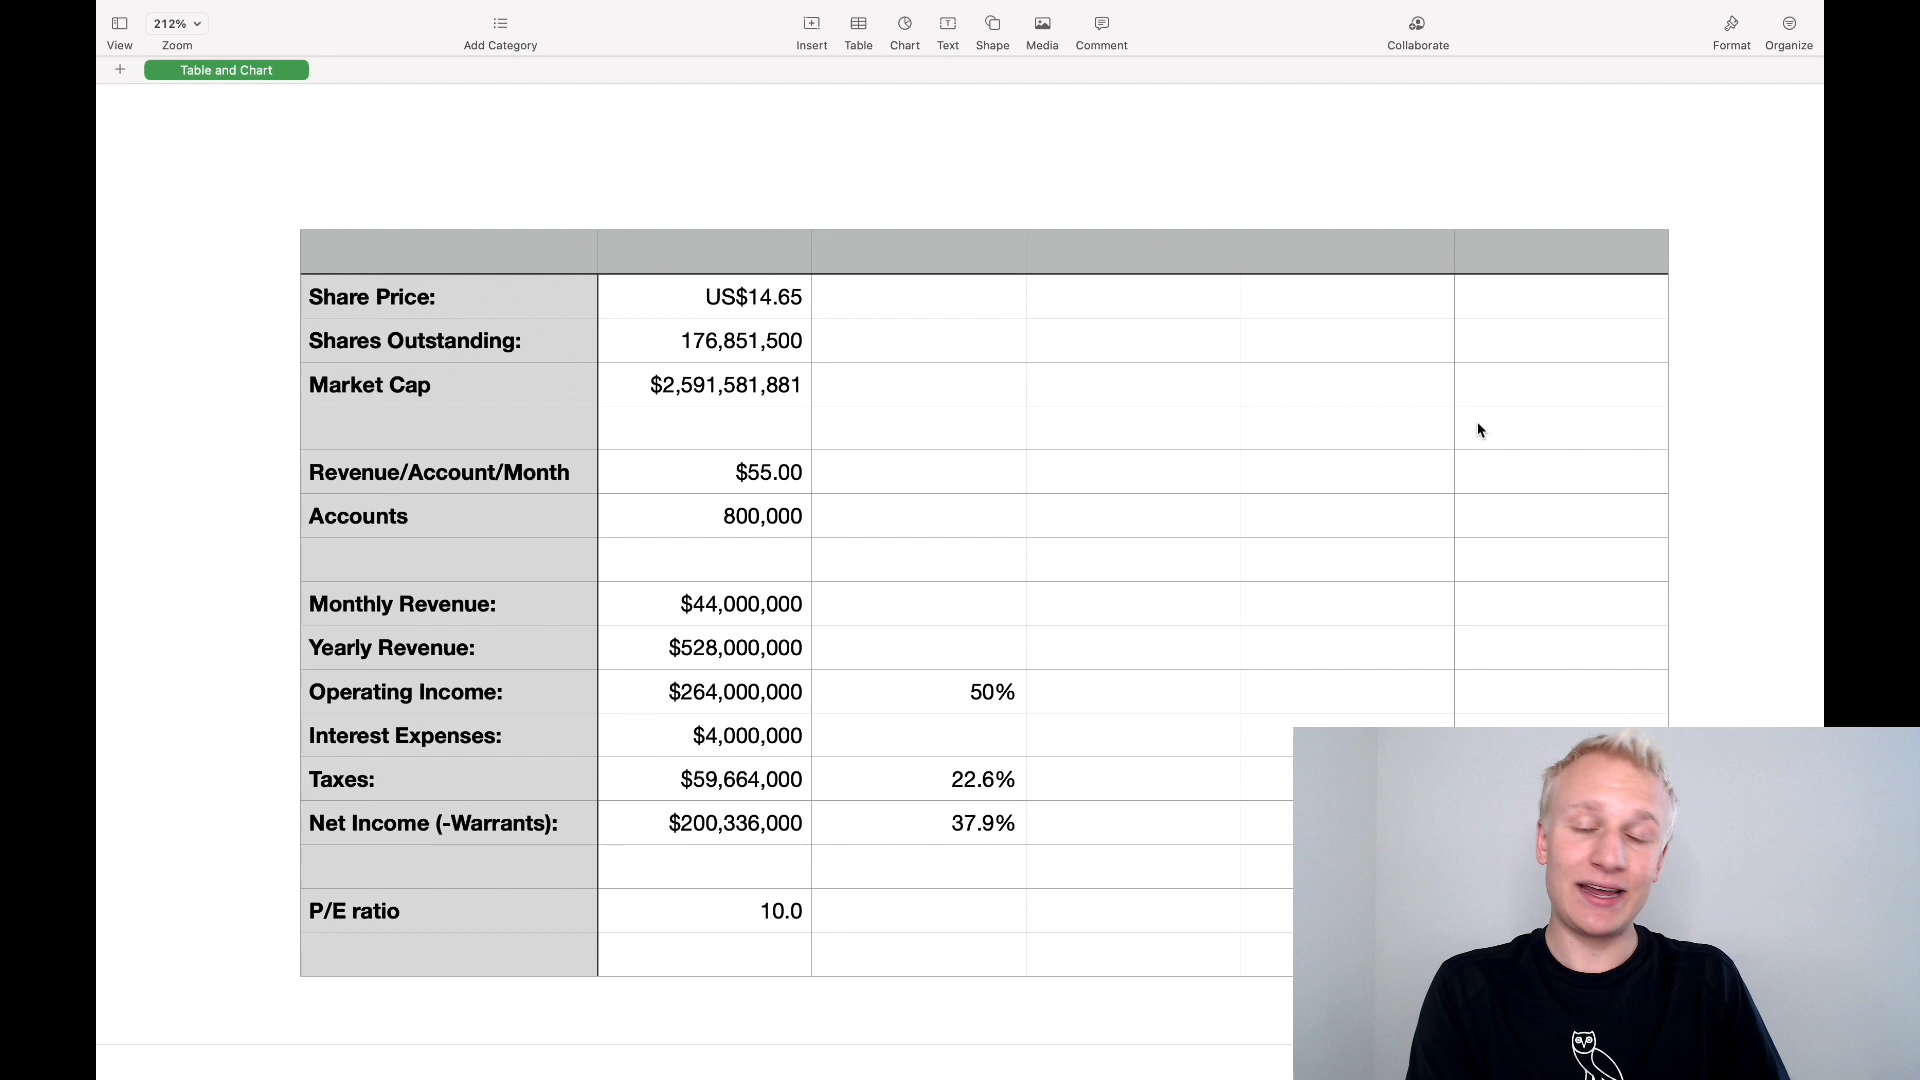 212%
View
Zoom
Add Category
Insert
Table
Chart
Text
Shape
Media
Comment
Collaborate
Format
Organize
+ Table and Chart
Share Price: US$14.65
Shares Outstanding: 176,851,500
Market Cap $2,591,581,881
Revenue/Account/Month $55.00
Accounts 800,000
Monthly Revenue: $44,000,000
Yearly Revenue: $528,000,000
Operating Income: $264,000,000 50%
Interest Expenses: $4,000,000
Taxes: $59,664,000 22.6%
Net Income (-Warrants): $200,336,000 37.9%
P/E ratio 10.0